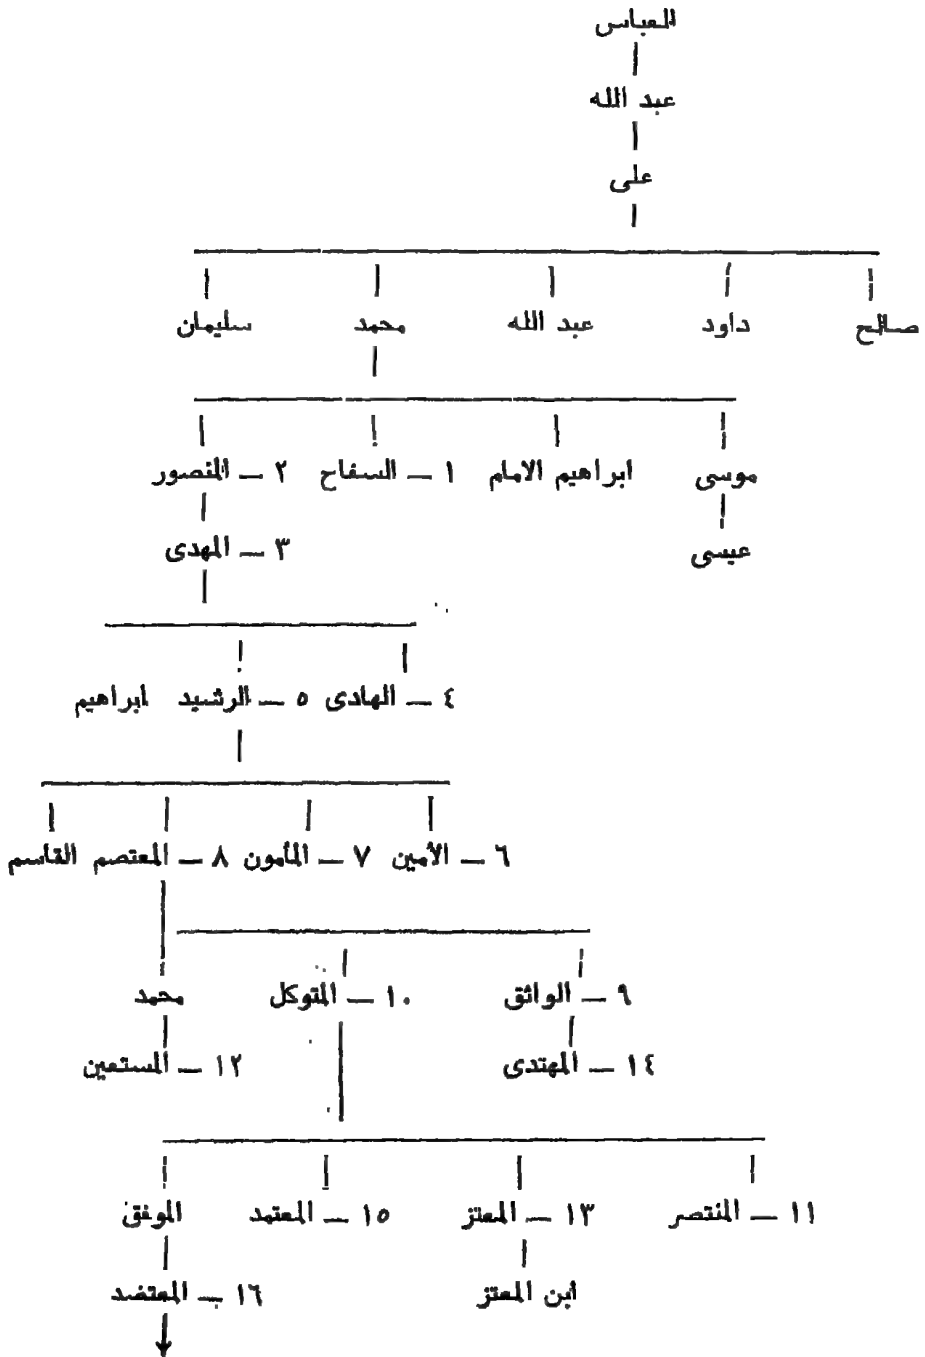 العباس
عبد الله
على
صالح داود عبد الله محمد سليمان
موسى ابراهيم الامام ١ — السفاح ٢ — المنصور
عيسى ٣ — المهدى
٤ — الهادى ٥ — الرشيد ابراهيم
٦ — الأمين ٧ — المأمون ٨ — المعتصم القاسم
٩ — الواثق ١٠ — المتوكل محمد
١٤ — المهتدى ١٢ — المستعين
١١ — المنتصر ١٣ — المعتز ١٥ — المعتمد الموفق
ابن المعتز ١٦ — المعتضد